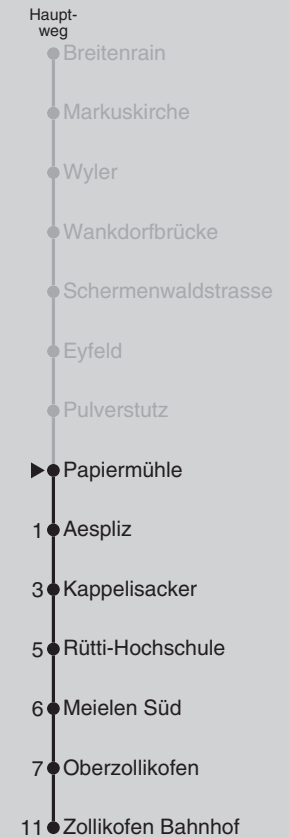 Haupt-
weg
Breitenrain
Markuskirche
Wyler
Wankdorfbrücke
Schermenwaldstrasse
Eyfeld
Pulverstutz
Papiermühle
1 Aespliz
3 Kappelisacker
5 Rütti-Hochschule
6 Meielen Süd
7 Oberzollikofen
11 Zollikofen Bahnhof